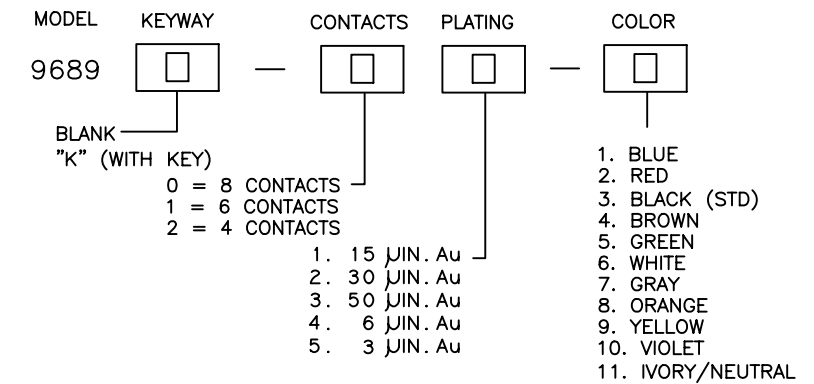 MODEL KEYWAY CONTACTS PLATING COLOR
9689 – –
BLANK
"K" (WITH KEY)
0 = 8 CONTACTS
1 = 6 CONTACTS
2 = 4 CONTACTS
1. 15 µIN.Au
2. 30 µIN.Au
3. 50 µIN.Au
4. 6 µIN.Au
5. 3 µIN.Au
1. BLUE
2. RED
3. BLACK (STD)
4. BROWN
5. GREEN
6. WHITE
7. GRAY
8. ORANGE
9. YELLOW
10. VIOLET
11. IVORY/NEUTRAL